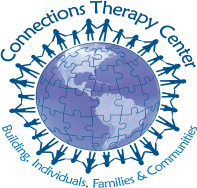 Connections Therapy Center
Building, Individuals, Families & Communities